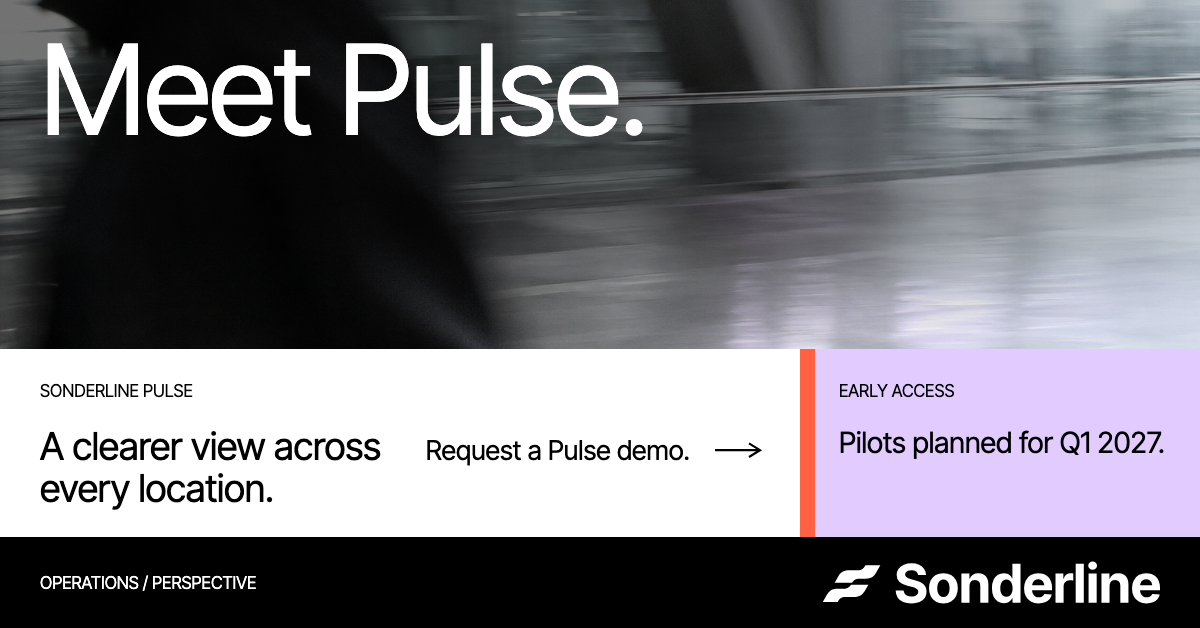 Meet Pulse.
SONDERLINE PULSE
A clearer view across
every location.
Request a Pulse demo.
EARLY ACCESS
Pilots planned for Q1 2027.
OPERATIONS / PERSPECTIVE
Sonderline